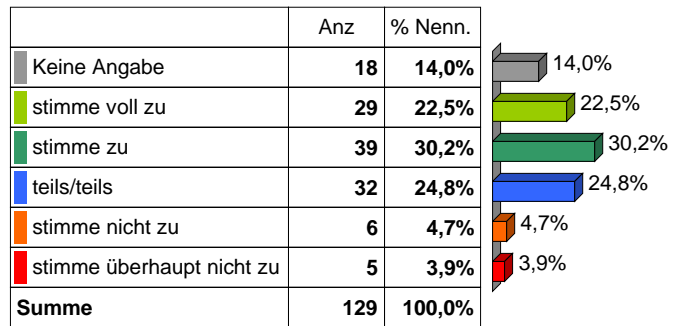 Anz % Nenn.
Keine Angabe 18 14,0% 14,0%
stimme voll zu 29 22,5% 22,5%
stimme zu 39 30,2% 30,2%
teils/teils 32 24,8% 24,8%
stimme nicht zu 6 4,7% 4,7%
stimme überhaupt nicht zu 5 3,9% 3,9%
Summe 129 100,0%